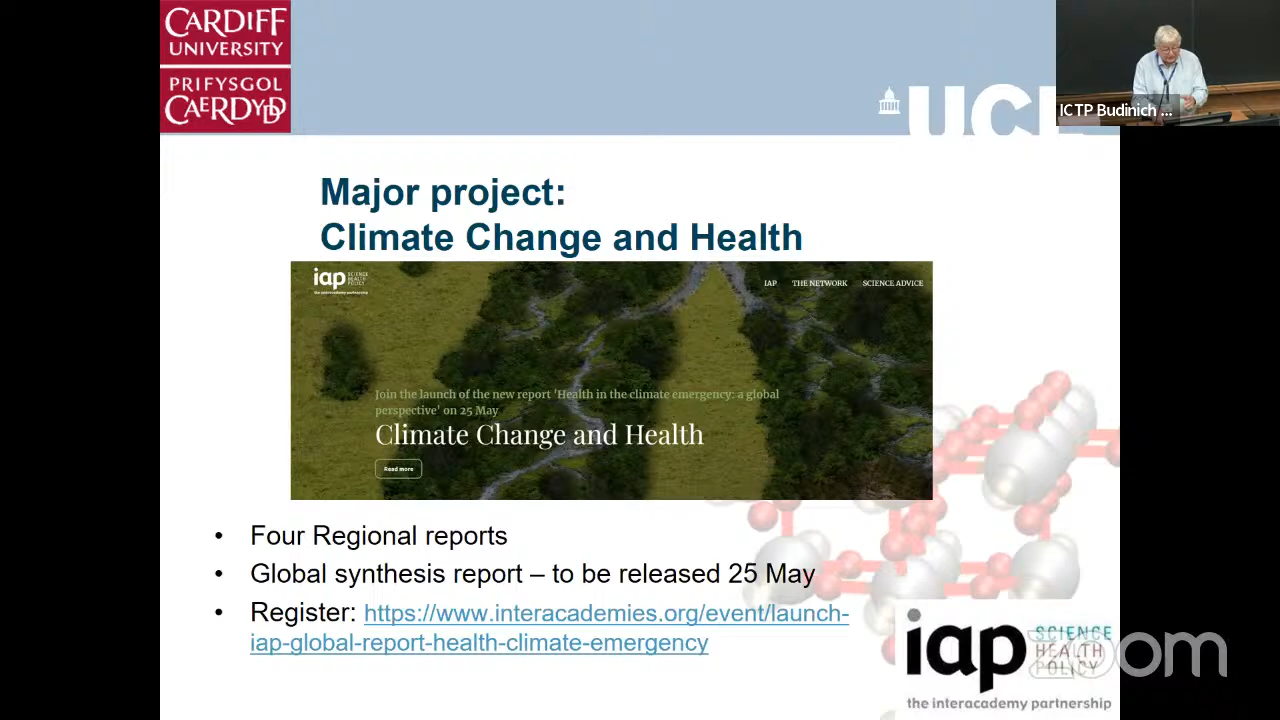 CARDIFF
UNIVERSITY
PRIFYSGOL
CAERDYDD
UCL
ICTP Budinich ...
Major project:
Climate Change and Health
iap SCIENCE
HEALTH
POLICY
the interacademy partnership
IAP THE NETWORK SCIENCE ADVICE
Join the launch of the new report 'Health in the climate emergency: a global
perspective' on 25 May
Climate Change and Health
Read more
• Four Regional reports
• Global synthesis report – to be released 25 May
• Register: https://www.interacademies.org/event/launch-
iap-global-report-health-climate-emergency
iap SCIENCE
HEALTH
POLICY
zoom
the interacademy partnership